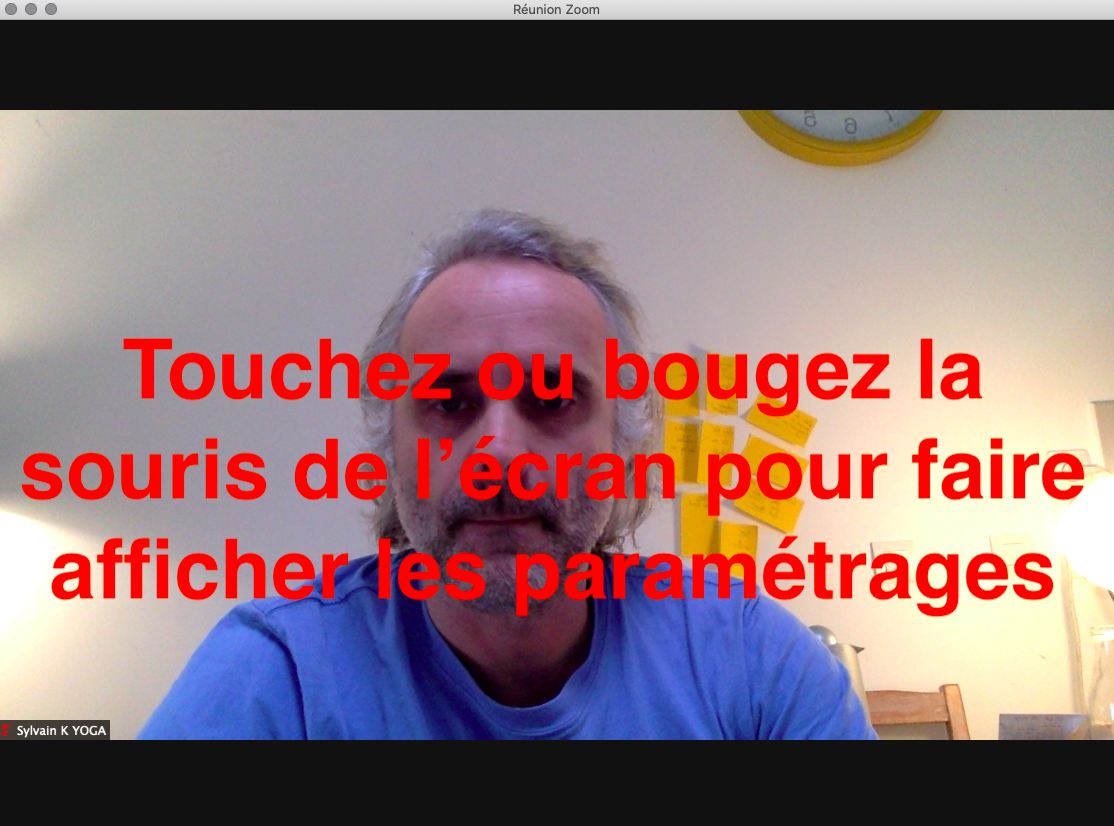 Réunion Zoom
Touchez ou bougez la
souris de l’écran pour faire
afficher les paramétrages
Sylvain K YOGA